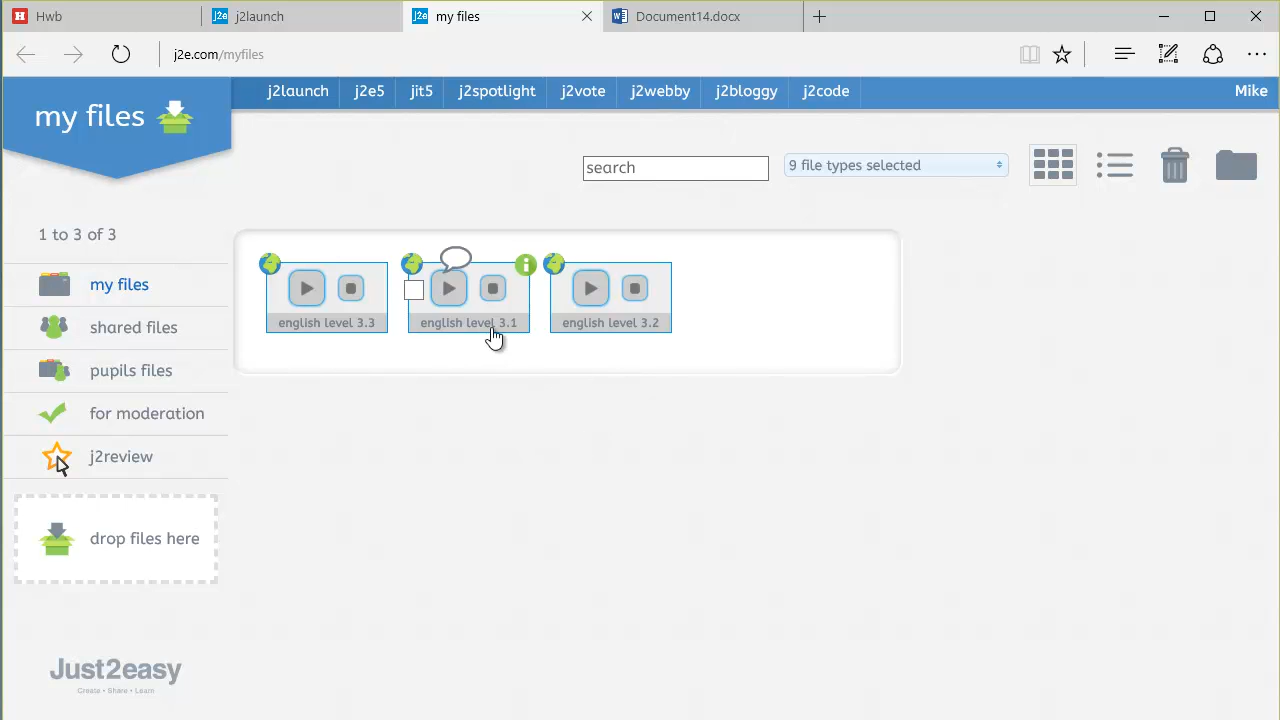 Hwb
j2e j2launch
j2e my files
Document14.docx
j2e.com/myfiles
my files
j2launch j2e5 jit5 j2spotlight j2vote j2webby j2bloggy j2code
Mike
search
9 file types selected
1 to 3 of 3
my files
shared files
pupils files
for moderation
j2review
drop files here
english level 3.3
english level 3.1
english level 3.2
Just2easy
Create • Share • Learn